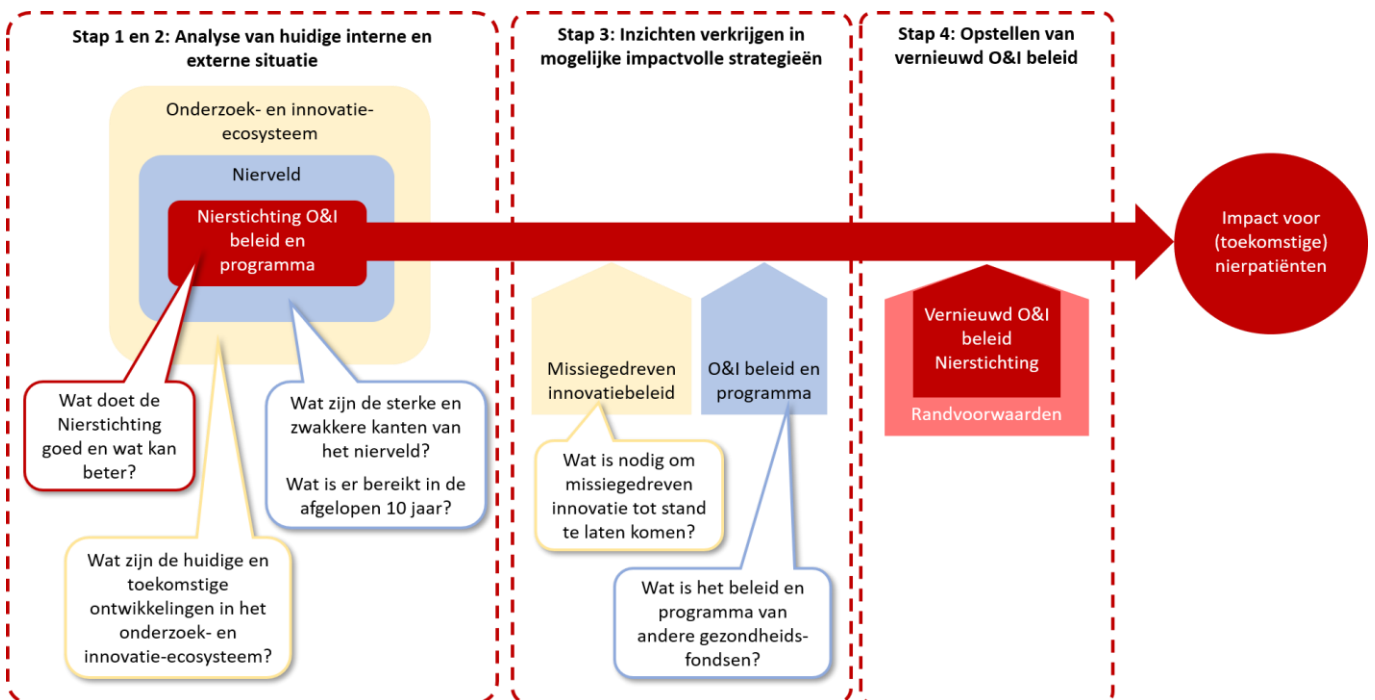 Stap 1 en 2: Analyse van huidige interne en
externe situatie
Onderzoek- en innovatie-
ecosysteem
Nierveld
Nierstichting O&I
beleid en
programma
Wat doet de
Nierstichting
goed en wat kan
beter?
Wat zijn de sterke en
zwakkere kanten van
het nierveld?
Wat is er bereikt in de
afgelopen 10 jaar?
Wat zijn de huidige en
toekomstige
ontwikkelingen in het
onderzoek- en
innovatie-ecosysteem?
Stap 3: Inzichten verkrijgen in
mogelijke impactvolle strategieën
Missiegedreven
innovatiebeleid
O&I beleid en
programma
Wat is nodig om
missiegedreven
innovatie tot stand
te laten komen?
Wat is het beleid en
programma van
andere gezondheids-
fondsen?
Stap 4: Opstellen van
vernieuwd O&I beleid
Vernieuwd O&I
beleid
Nierstichting
Randvoorwaarden
Impact voor
(toekomstige)
nierpatiënten